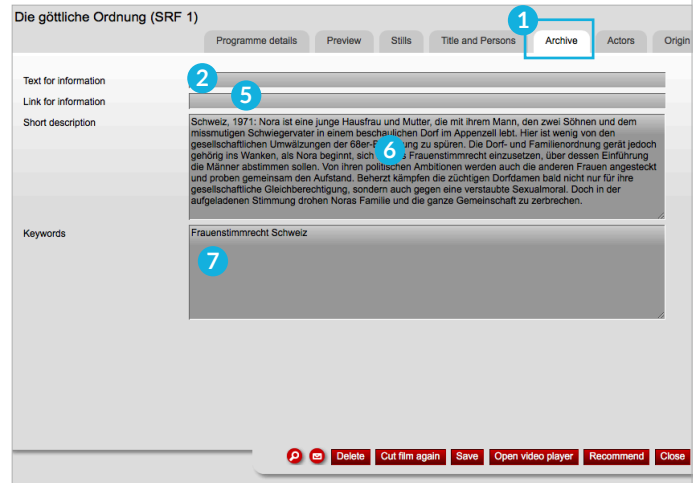 Die göttliche Ordnung (SRF 1)
1
Programme details Preview Stills Title and Persons Archive Actors Origin
Text for information 2
Link for information 5
Short description
Schweiz, 1971: Nora ist eine junge Hausfrau und Mutter, die mit ihrem Mann, den zwei Söhnen und dem
missmutigen Schwiegervater in einem beschaulichen Dorf im Appenzell lebt. Hier ist wenig von den
gesellschaftlichen Umwälzungen der 68er-B ung zu spüren. Die Dorf- und Familienordnung gerät jedoch
gehörig ins Wanken, als Nora beginnt, sich s Frauenstimmrecht einzusetzen, über dessen Einführung
die Männer abstimmen sollen. Von ihren politischen Ambitionen werden auch die anderen Frauen angesteckt
und proben gemeinsam den Aufstand. Beherzt kämpfen die züchtigen Dorfdamen bald nicht nur für ihre
gesellschaftliche Gleichberechtigung, sondern auch gegen eine verstaubte Sexualmoral. Doch in der
aufgeladenen Stimmung drohen Noras Familie und die ganze Gemeinschaft zu zerbrechen.
6
Keywords
Frauenstimmrecht Schweiz
7
Delete Cut film again Save Open video player Recommend Close